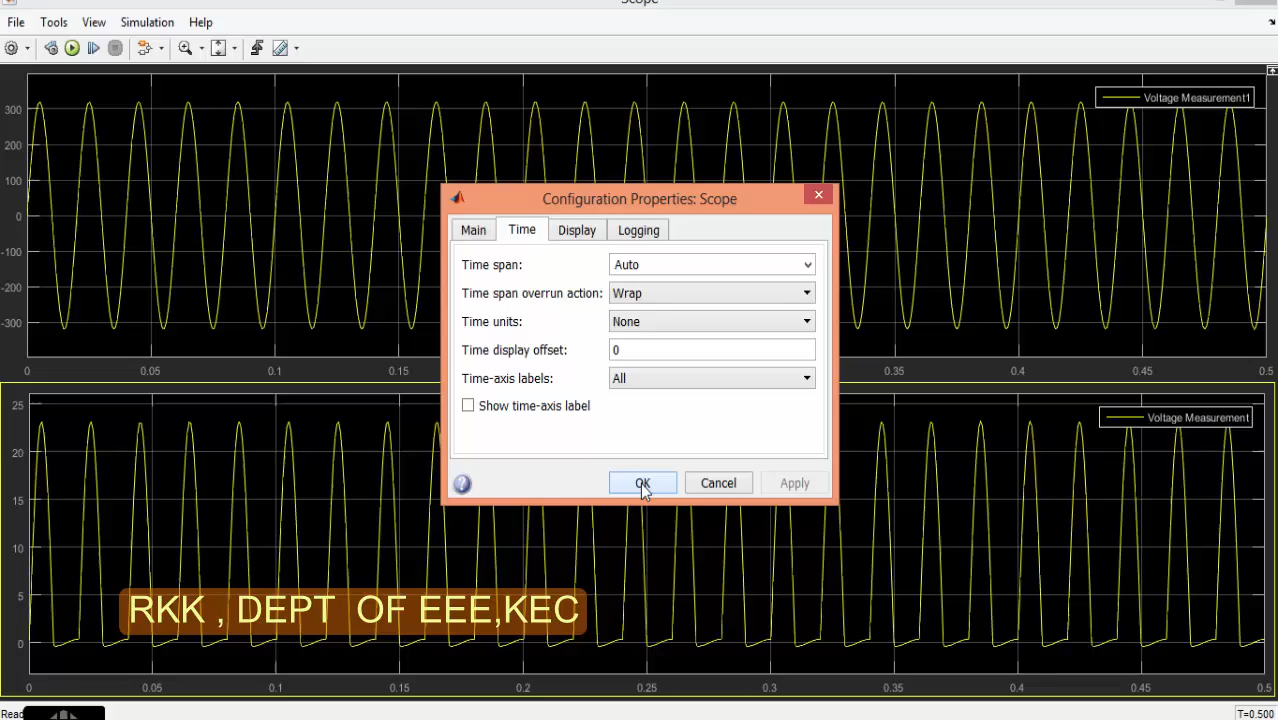 Scope
File Tools View Simulation Help
Voltage Measurement1
300
200
100
0
-100
-200
-300
0 0.05 0.1 0.15 0.35 0.4 0.45 0.5
Configuration Properties: Scope
Main Time Display Logging
Time span: Auto
Time span overrun action: Wrap
Time units: None
Time display offset: 0
Time-axis labels: All
Show time-axis label
OK Cancel Apply
Voltage Measurement
25
20
15
10
5
0
RKK , DEPT OF EEE,KEC
0 0.05 0.1 0.15 0.2 0.25 0.3 0.35 0.4 0.45 0.5
T=0.500